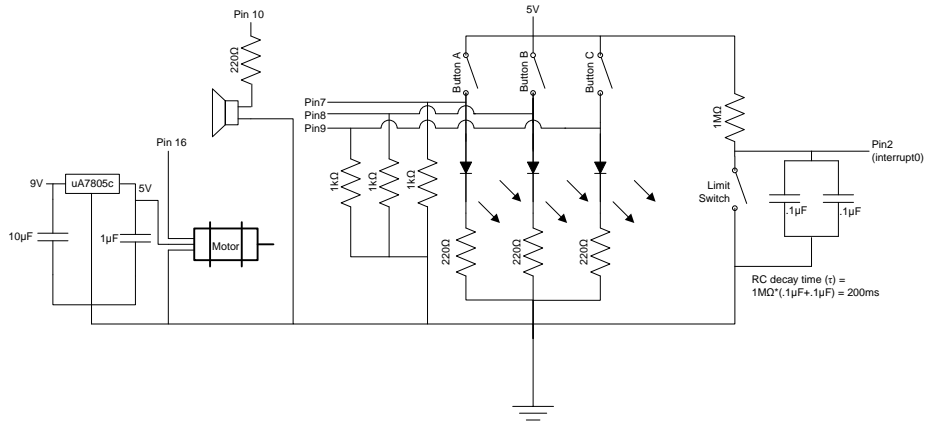 Pin 10
5V
220Ω
Button A
Button B
Button C
Pin7
Pin8
Pin9
1MΩ
Pin2
(interrupt0)
Pin 16
9V
uA7805c
5V
1kΩ
1kΩ
1kΩ
Limit
Switch
.1µF
.1µF
10µF
1µF
Motor
220Ω
220Ω
220Ω
RC decay time (τ) =
1MΩ*(.1µF+.1µF) = 200ms